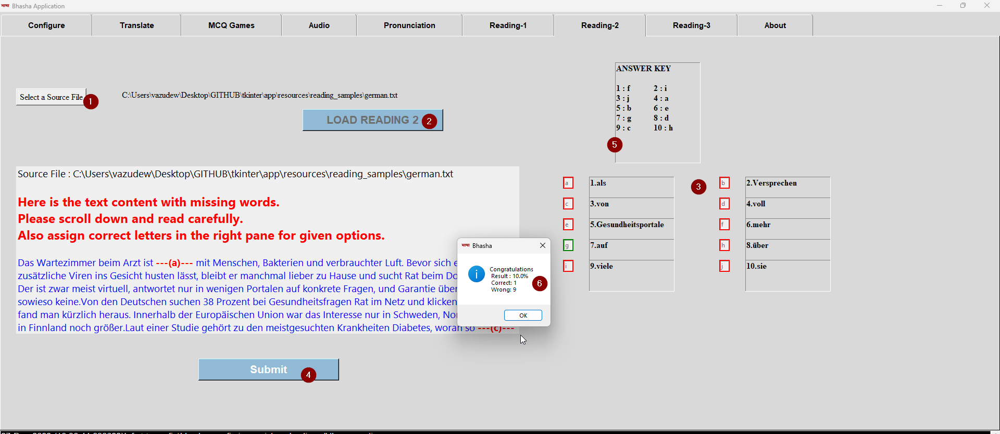 भाषा Bhasha Application
Configure
Translate
MCQ Games
Audio
Pronunciation
Reading-1
Reading-2
Reading-3
About
Select a Source File
1
C:\Users\vazudew\Desktop\GITHUB\tkinter\app\resources\reading_samples\german.txt
LOAD READING 2
2
ANSWER KEY
1 : f 2 : i
3 : j 4 : a
5 : b 6 : e
7 : g 8 : d
9 : c 10 : h
5
Source File : C:\Users\vazudew\Desktop\GITHUB\tkinter\app\resources\reading_samples\german.txt
Here is the text content with missing words.
Please scroll down and read carefully.
Also assign correct letters in the right pane for given options.
Das Wartezimmer beim Arzt ist ---(a)--- mit Menschen, Bakterien und verbrauchter Luft. Bevor sich
zusätzliche Viren ins Gesicht husten lässt, bleibt er manchmal lieber zu Hause und sucht Rat beim
Der ist zwar meist virtuell, antwortet nur in wenigen Portalen auf konkrete Fragen, und Garantie über
sowieso keine.Von den Deutschen suchen 38 Prozent bei Gesundheitsfragen Rat im Netz und klicken
fand man kürzlich heraus. Innerhalb der Europäischen Union war das Interesse nur in Schweden,
in Finnland noch größer.Laut einer Studie gehört zu den meistgesuchten Krankheiten Diabetes, woran so ---(c)---
a 1.als
3
b 2.Versprechen
c 3.von
d 4.voll
e 5.Gesundheitsportale
f 6.mehr
g 7.auf
h 8.über
i 9.viele
j 10.sie
भाषा Bhasha
Congratulations
Result : 10.0%
Correct: 1
Wrong: 9
6
OK
Submit
4